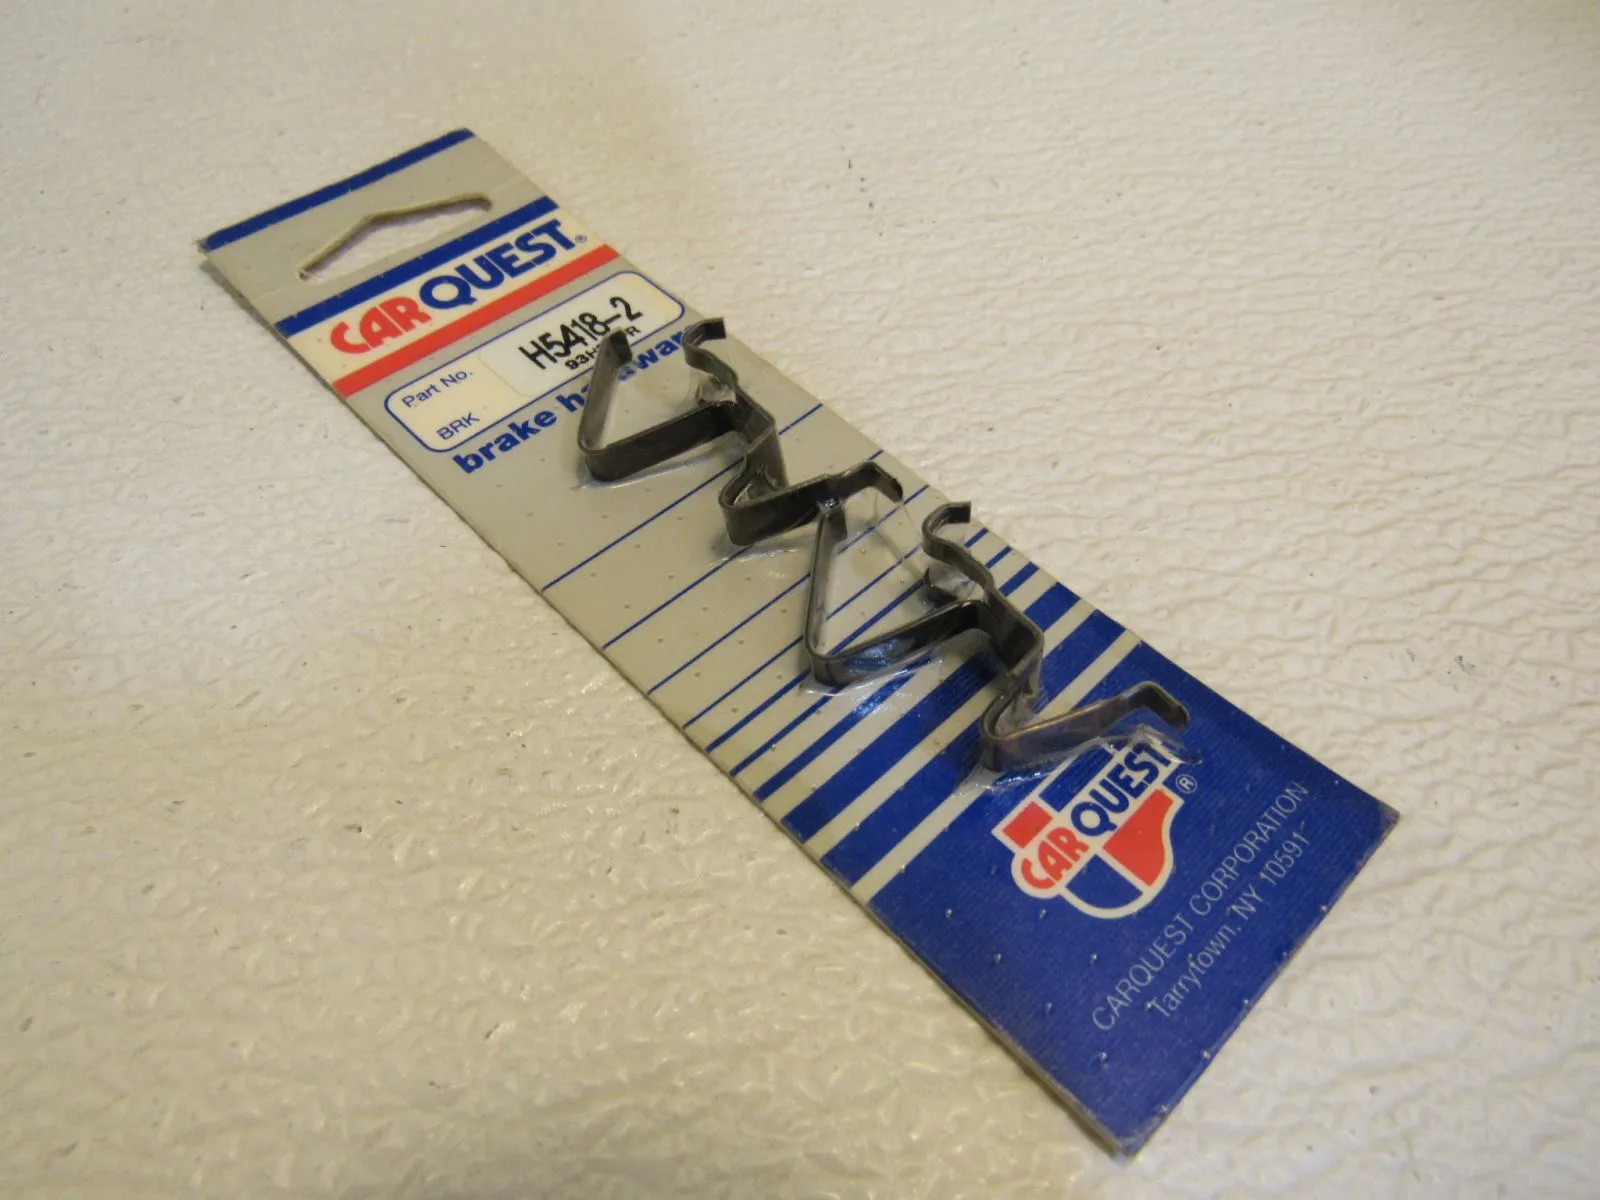 CARQUEST®
Part No. H5418-2
BRK
brake
CARQUEST®
CARQUEST CORPORATION
Tarrytown, NY 10591